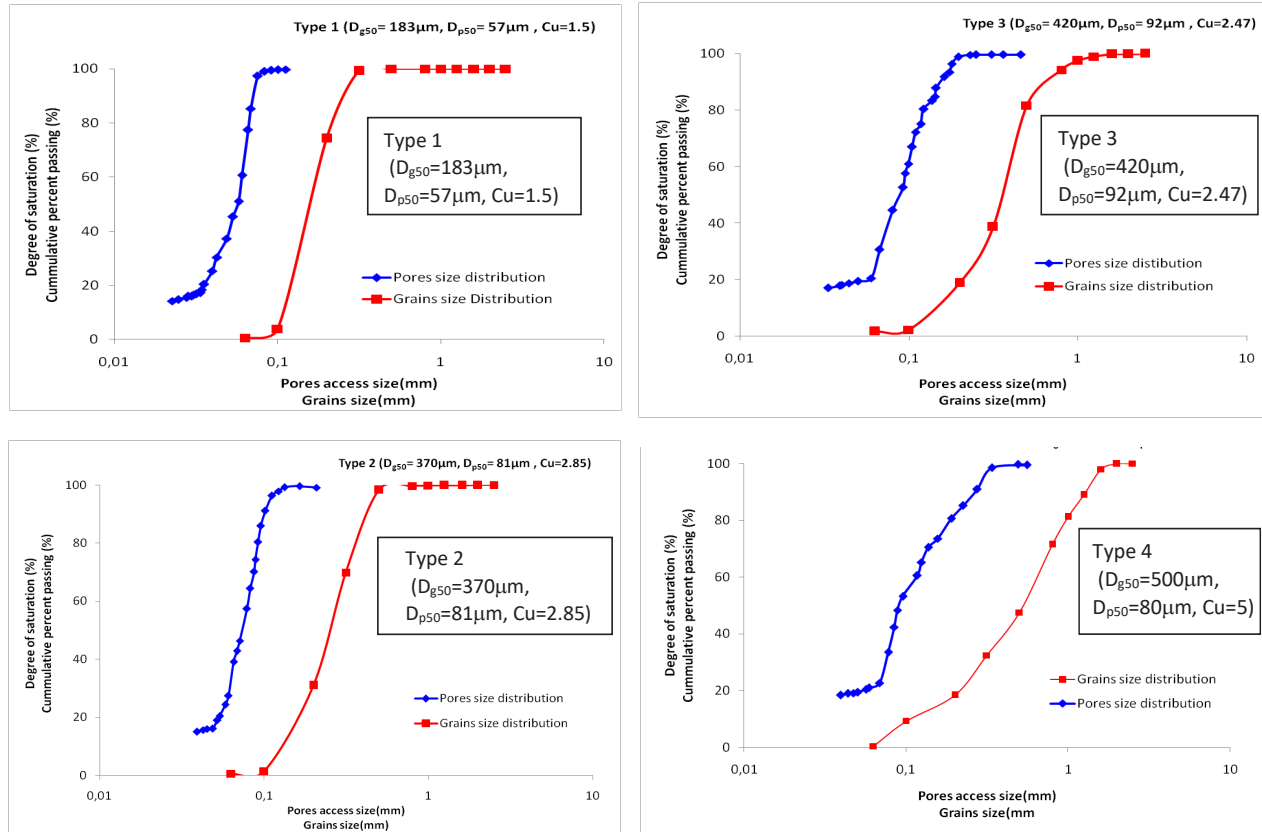 Type 1 (Dg50= 183µm, Dp50= 57µm , Cu=1.5)
Degree of saturation (%)
Cummulative percent passing (%)
100
80
60
40
20
0
Type 1
(Dg50=183µm,
Dp50=57µm, Cu=1.5)
Pores size distribution
Grains size Distribution
0,01
0,1
1
10
Pores access size(mm)
Grains size(mm)
Type 3 (Dg50= 420µm, Dp50= 92µm, Cu=2.47)
Degree of saturation (%)
Cummulative percent passing (%)
100
80
60
40
20
0
Type 3
(Dg50=420µm,
Dp50=92µm, Cu=2.47)
Pores size distribution
Grains size distribution
0,01
0,1
1
10
Pores access size(mm)
Grains size(mm)
Type 2 (Dg50= 370µm, Dp50= 81µm , Cu=2.85)
Degree of saturation (%)
Cummulative percent passing (%)
100
80
60
40
20
0
Type 2
(Dg50=370µm,
Dp50=81µm, Cu=2.85)
Pores size distribution
Grains size distribution
0,01
0,1
1
10
Pores access size(mm)
Grains size(mm)
Degree of saturation (%)
Cummulative percent passing (%)
100
80
60
40
20
0
Type 4
(Dg50=500µm,
Dp50=80µm, Cu=5)
Grains size distribution
Pores size distribution
0,01
0,1
1
10
Pores access size(mm)
Grains size(mm